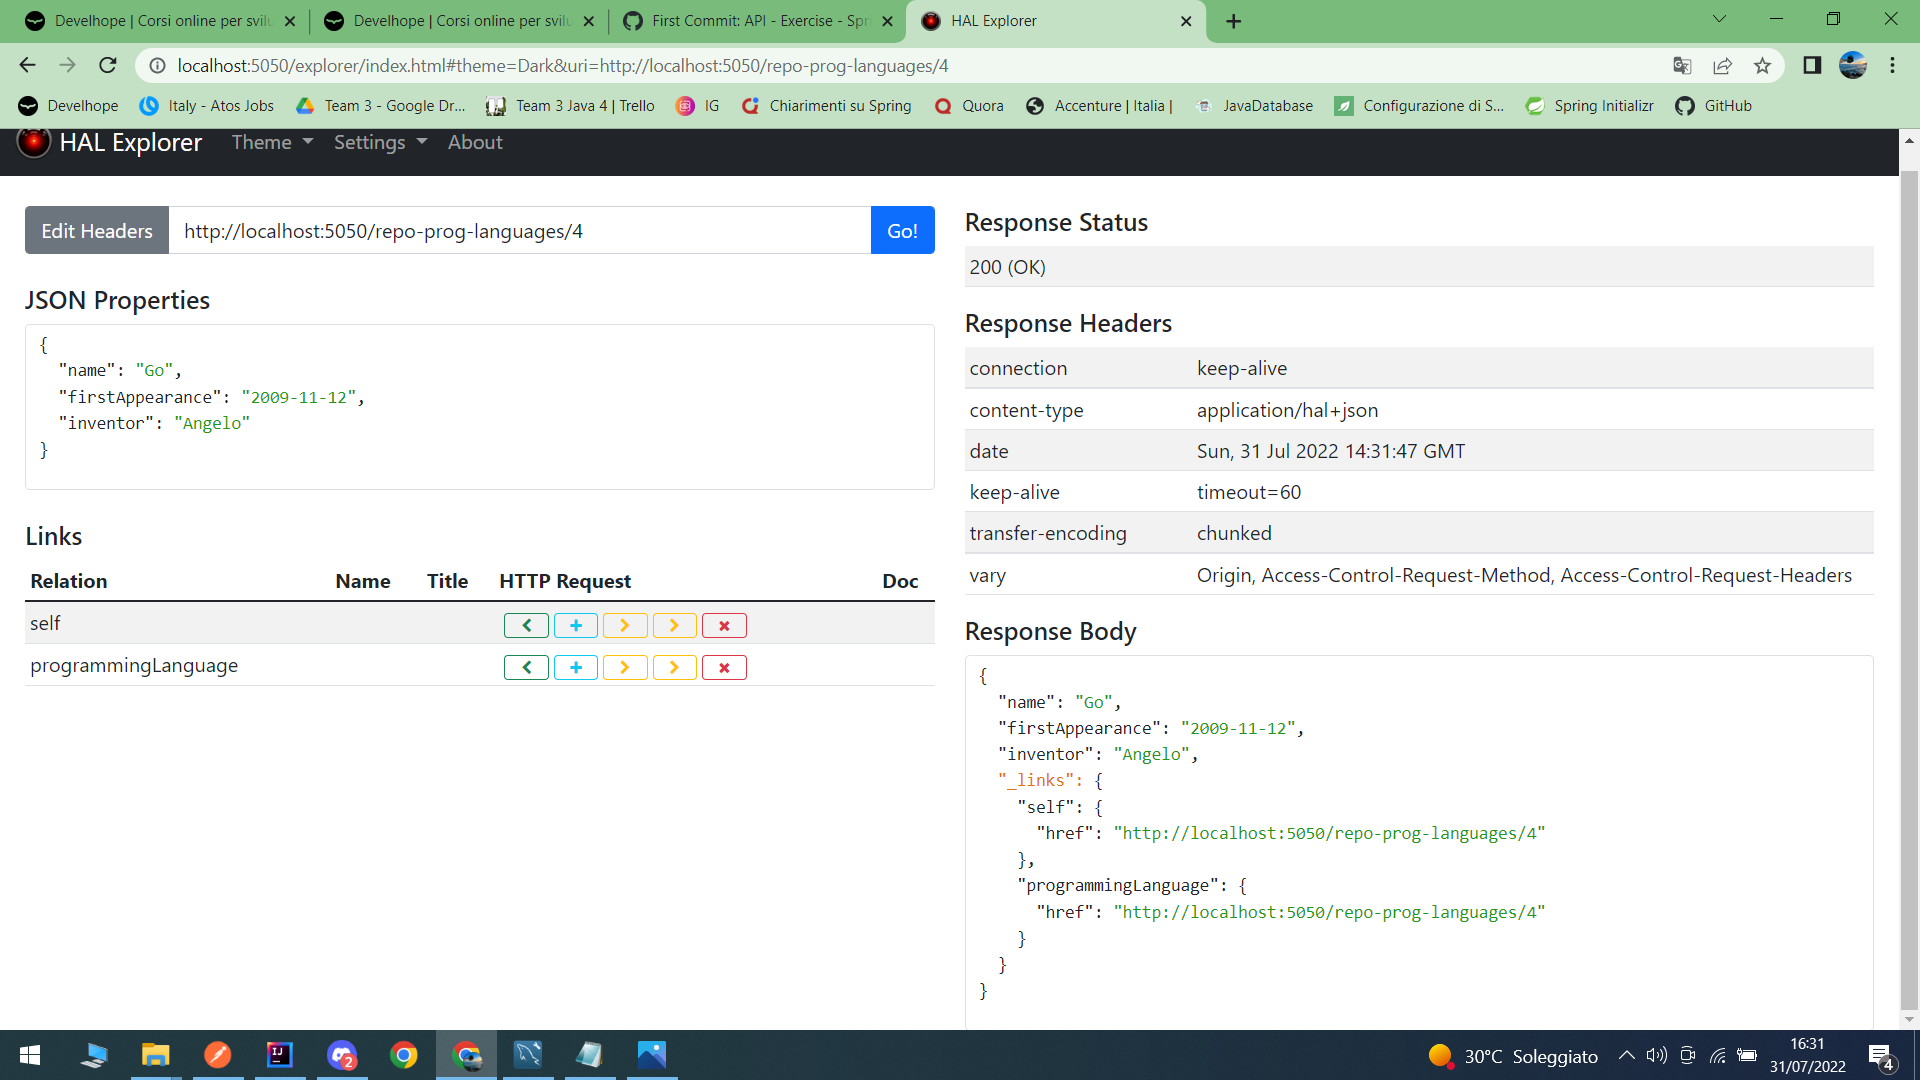 Develhope | Corsi online per svilu
Develhope | Corsi online per svilu
First Commit: API - Exercise - Spri
HAL Explorer
localhost:5050/explorer/index.html#theme=Dark&uri=http://localhost:5050/repo-prog-languages/4
Develhope
Italy - Atos Jobs
Team 3 - Google Dr...
Team 3 Java 4 | Trello
IG
Chiarimenti su Spring
Quora
Accenture | Italia |
JavaDatabase
Configurazione di S...
Spring Initializr
GitHub
HAL Explorer Theme Settings About
Edit Headers http://localhost:5050/repo-prog-languages/4 Go!
JSON Properties
{
"name": "Go",
"firstAppearance": "2009-11-12",
"inventor": "Angelo"
}
Links
Relation Name Title HTTP Request Doc
self
programmingLanguage
Response Status
200 (OK)
Response Headers
connection keep-alive
content-type application/hal+json
date Sun, 31 Jul 2022 14:31:47 GMT
keep-alive timeout=60
transfer-encoding chunked
vary Origin, Access-Control-Request-Method, Access-Control-Request-Headers
Response Body
{
"name": "Go",
"firstAppearance": "2009-11-12",
"inventor": "Angelo",
"_links": {
"self": {
"href": "http://localhost:5050/repo-prog-languages/4"
},
"programmingLanguage": {
"href": "http://localhost:5050/repo-prog-languages/4"
}
}
}
IJ
2
30°C Soleggiato
16:31
31/07/2022
4